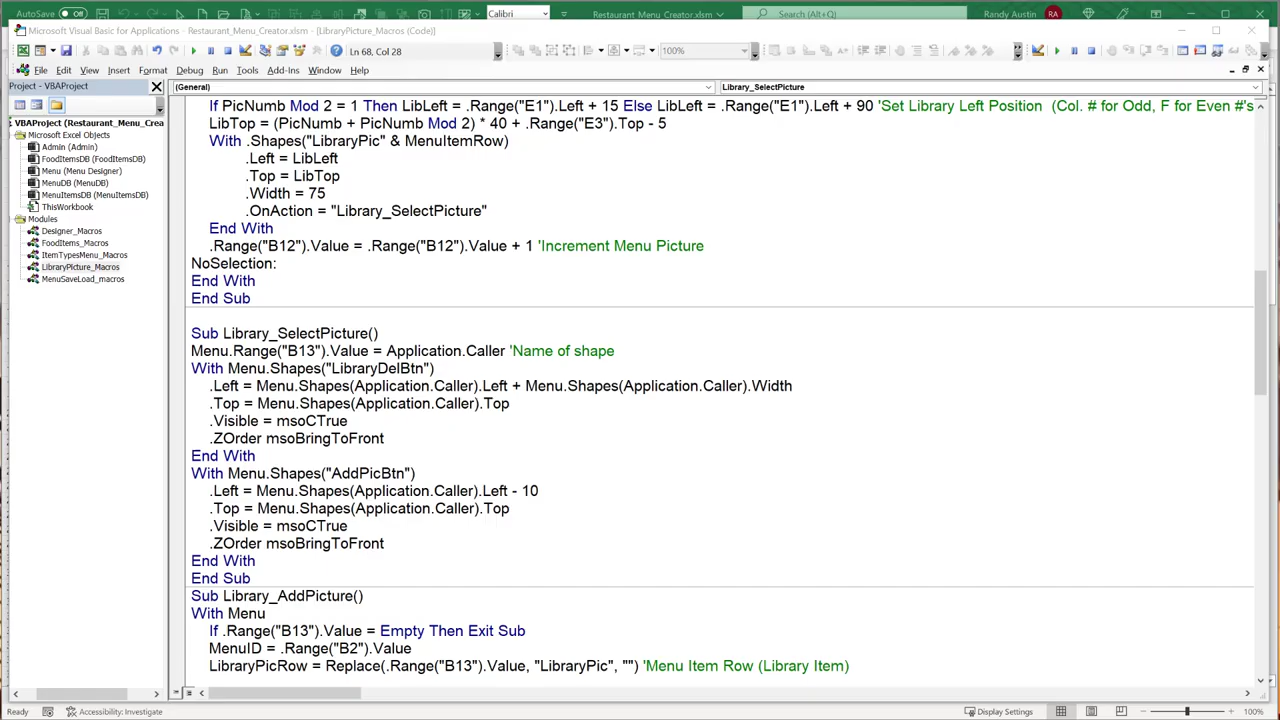 AutoSave Off Calibri Restaurant_Menu_Creator.xlsm Search (Alt+Q) Randy Austin RA
Microsoft Visual Basic for Applications - Restaurant_Menu_Creator.xlsm - [LibraryPicture_Macros (Code)]
Ln 68, Col 28 100%
File Edit View Insert Format Debug Run Tools Add-Ins Window Help
Project - VBAProject
(General) Library_SelectPicture
VBAProject (Restaurant_Menu_Crea
Microsoft Excel Objects
Admin (Admin)
FoodItemsDB (FoodItemsDB)
Menu (Menu Designer)
MenuDB (MenuDB)
MenuItemsDB (MenuItemsDB)
ThisWorkbook
Modules
Designer_Macros
FoodItems_Macros
ItemTypesMenu_Macros
LibraryPicture_Macros
MenuSaveLoad_macros
If PicNumb Mod 2 = 1 Then LibLeft = .Range("E1").Left + 15 Else LibLeft = .Range("E1").Left + 90 'Set Library Left Position (Col. # for Odd, F for Even #'s
LibTop = (PicNumb + PicNumb Mod 2) * 40 + .Range("E3").Top - 5
With .Shapes("LibraryPic" & MenuItemRow)
.Left = LibLeft
.Top = LibTop
.Width = 75
.OnAction = "Library_SelectPicture"
End With
.Range("B12").Value = .Range("B12").Value + 1 'Increment Menu Picture
NoSelection:
End With
End Sub
Sub Library_SelectPicture()
Menu.Range("B13").Value = Application.Caller 'Name of shape
With Menu.Shapes("LibraryDelBtn")
.Left = Menu.Shapes(Application.Caller).Left + Menu.Shapes(Application.Caller).Width
.Top = Menu.Shapes(Application.Caller).Top
.Visible = msoCTrue
.ZOrder msoBringToFront
End With
With Menu.Shapes("AddPicBtn")
.Left = Menu.Shapes(Application.Caller).Left - 10
.Top = Menu.Shapes(Application.Caller).Top
.Visible = msoCTrue
.ZOrder msoBringToFront
End With
End Sub
Sub Library_AddPicture()
With Menu
If .Range("B13").Value = Empty Then Exit Sub
MenuID = .Range("B2").Value
LibraryPicRow = Replace(.Range("B13").Value, "LibraryPic", "") 'Menu Item Row (Library Item)
Ready Accessibility: Investigate Display Settings 100%